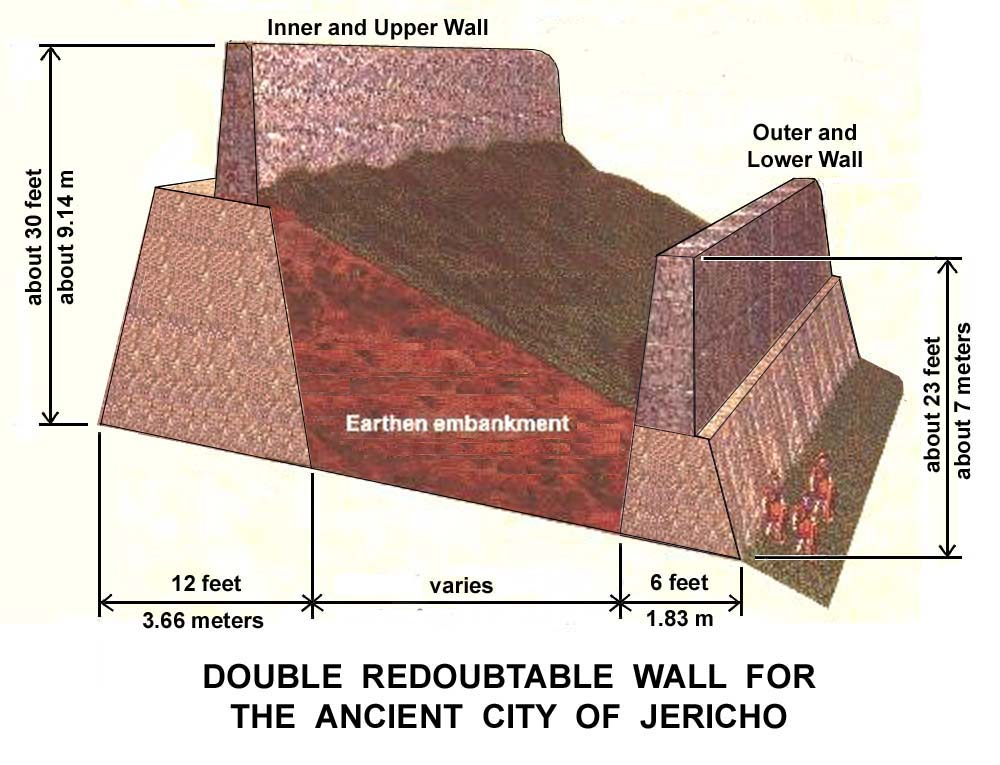 Inner and Upper Wall
Outer and
Lower Wall
about 30 feet
about 9.14 m
Earthen embankment
about 23 feet
about 7 meters
12 feet
3.66 meters
varies
6 feet
1.83 m
DOUBLE REDOUBTABLE WALL FOR
THE ANCIENT CITY OF JERICHO